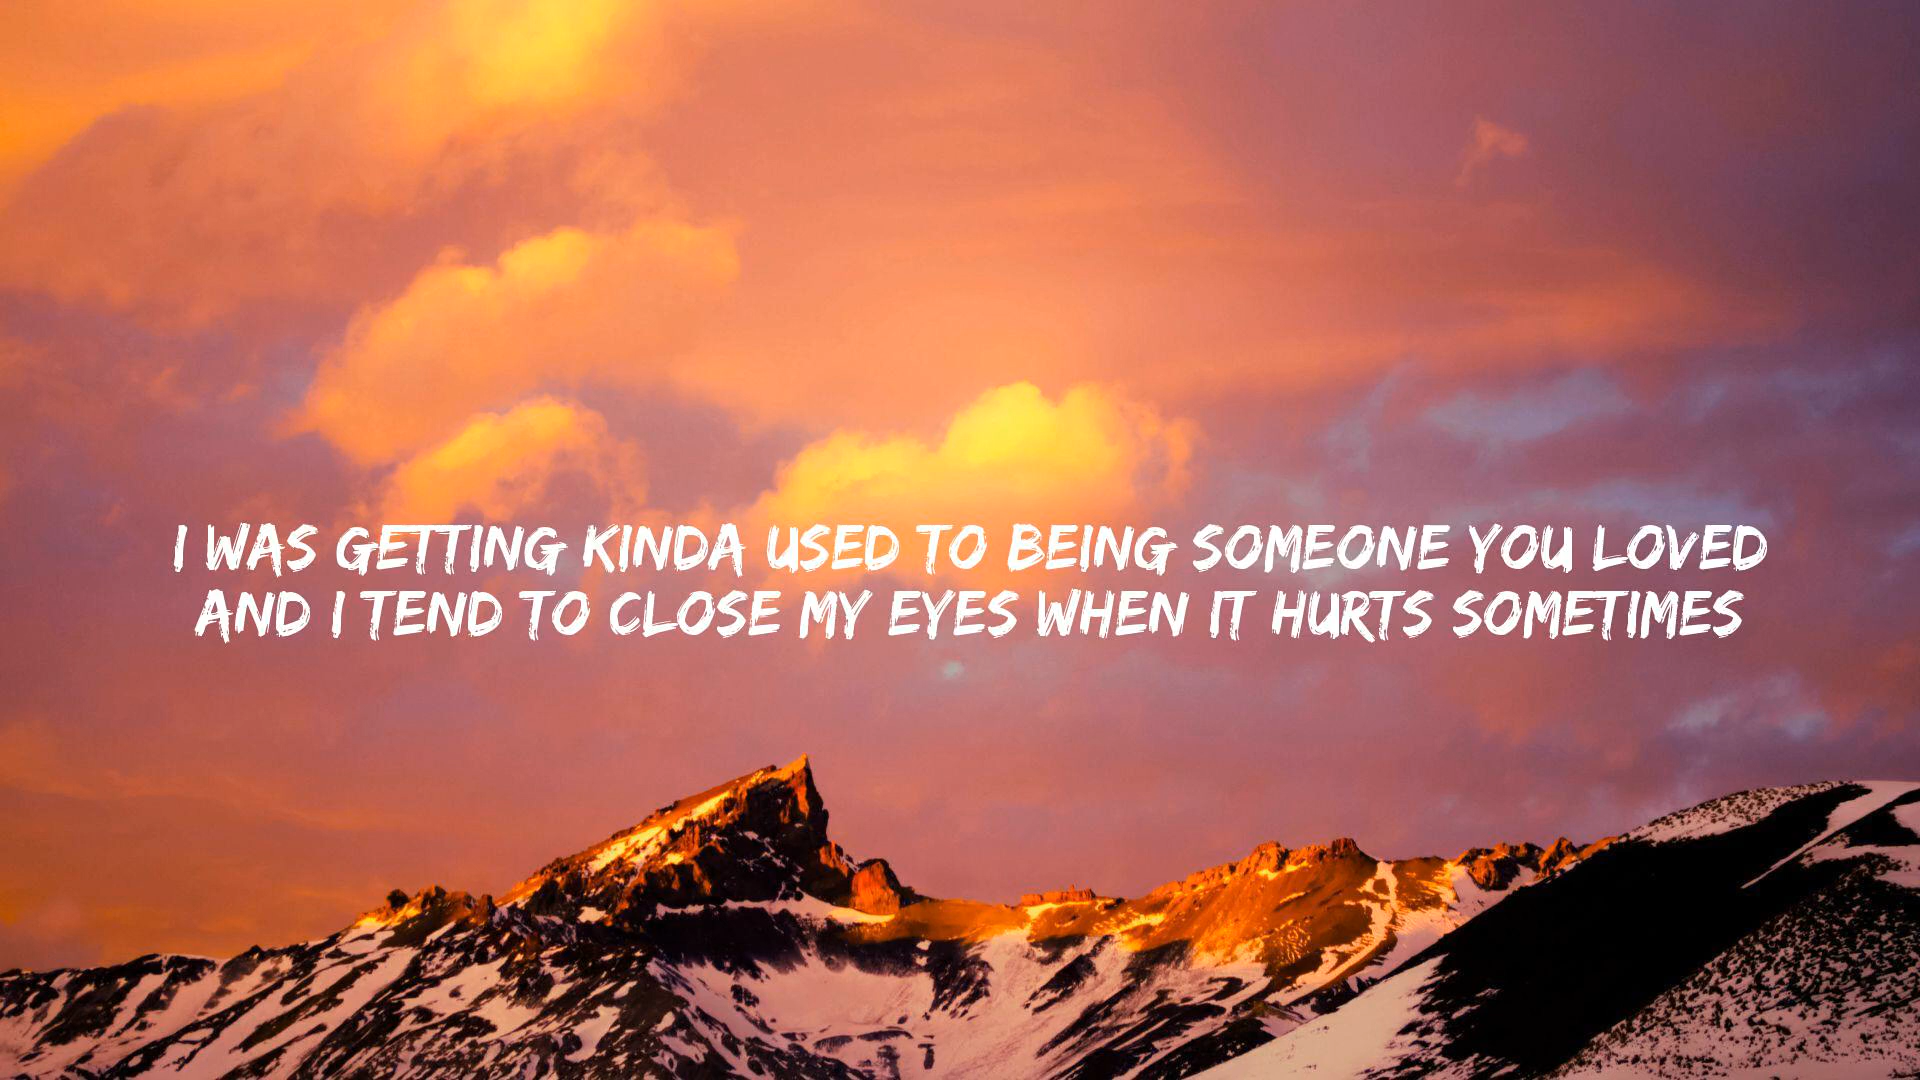 I WAS GETTING KINDA USED TO BEING SOMEONE YOU LOVED
AND I TEND TO CLOSE MY EYES WHEN IT HURTS SOMETIMES